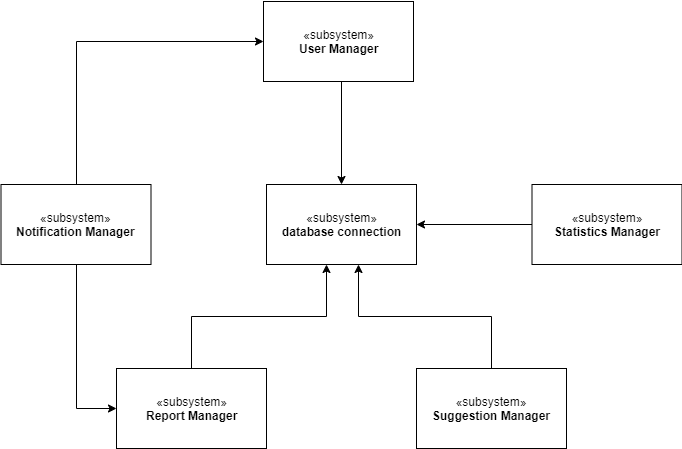 «subsystem»
User Manager
«subsystem»
Notification Manager
«subsystem»
database connection
«subsystem»
Statistics Manager
«subsystem»
Report Manager
«subsystem»
Suggestion Manager